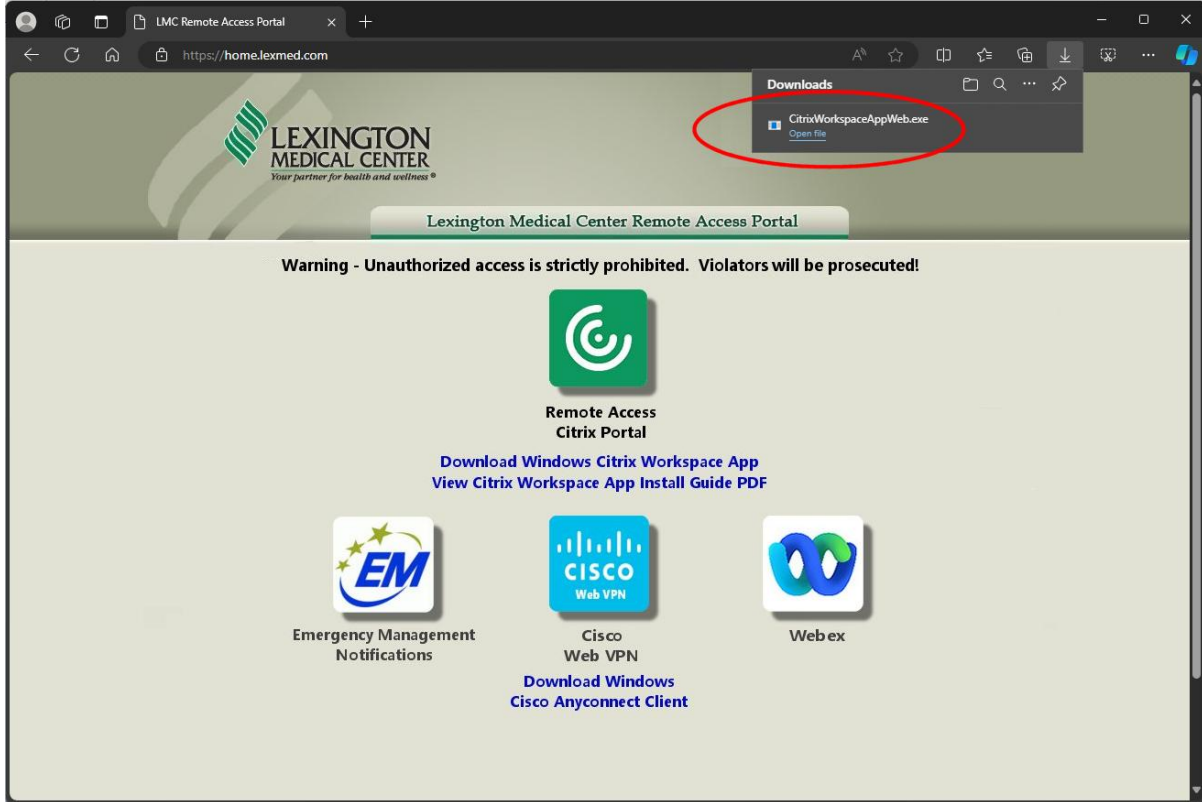 LMC Remote Access Portal
https://home.lexmed.com
Downloads
CitrixWorkspaceAppWeb.exe
Open file
LEXINGTON
MEDICAL CENTER
Your partner for health and wellness®
Lexington Medical Center Remote Access Portal
Warning - Unauthorized access is strictly prohibited. Violators will be prosecuted!
Remote Access
Citrix Portal
Download Windows Citrix Workspace App
View Citrix Workspace App Install Guide PDF
EM
CISCO
Web VPN
Emergency Management
Notifications
Cisco
Web VPN
Webex
Download Windows
Cisco Anyconnect Client